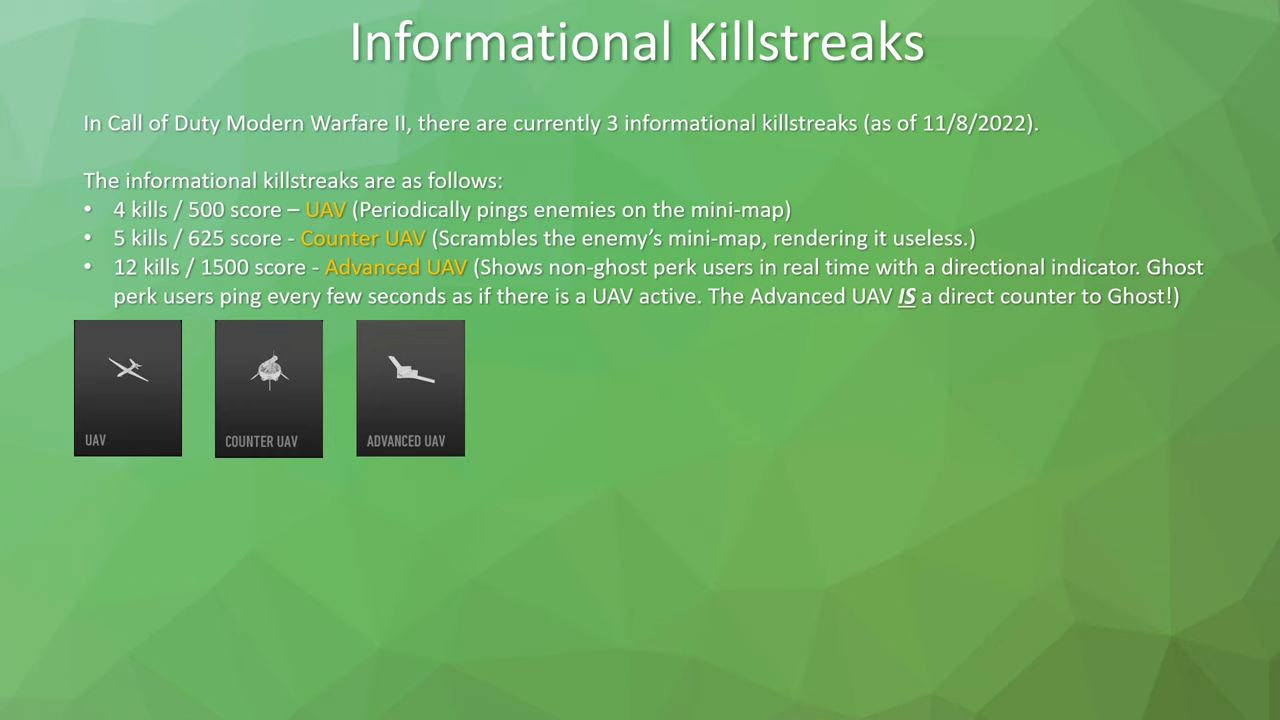 Informational Killstreaks
In Call of Duty Modern Warfare II, there are currently 3 informational killstreaks (as of 11/8/2022).
The informational killstreaks are as follows:
• 4 kills / 500 score – UAV (Periodically pings enemies on the mini-map)
• 5 kills / 625 score - Counter UAV (Scrambles the enemy’s mini-map, rendering it useless.)
• 12 kills / 1500 score - Advanced UAV (Shows non-ghost perk users in real time with a directional indicator. Ghost
perk users ping every few seconds as if there is a UAV active. The Advanced UAV IS a direct counter to Ghost!)
UAV
COUNTER UAV
ADVANCED UAV